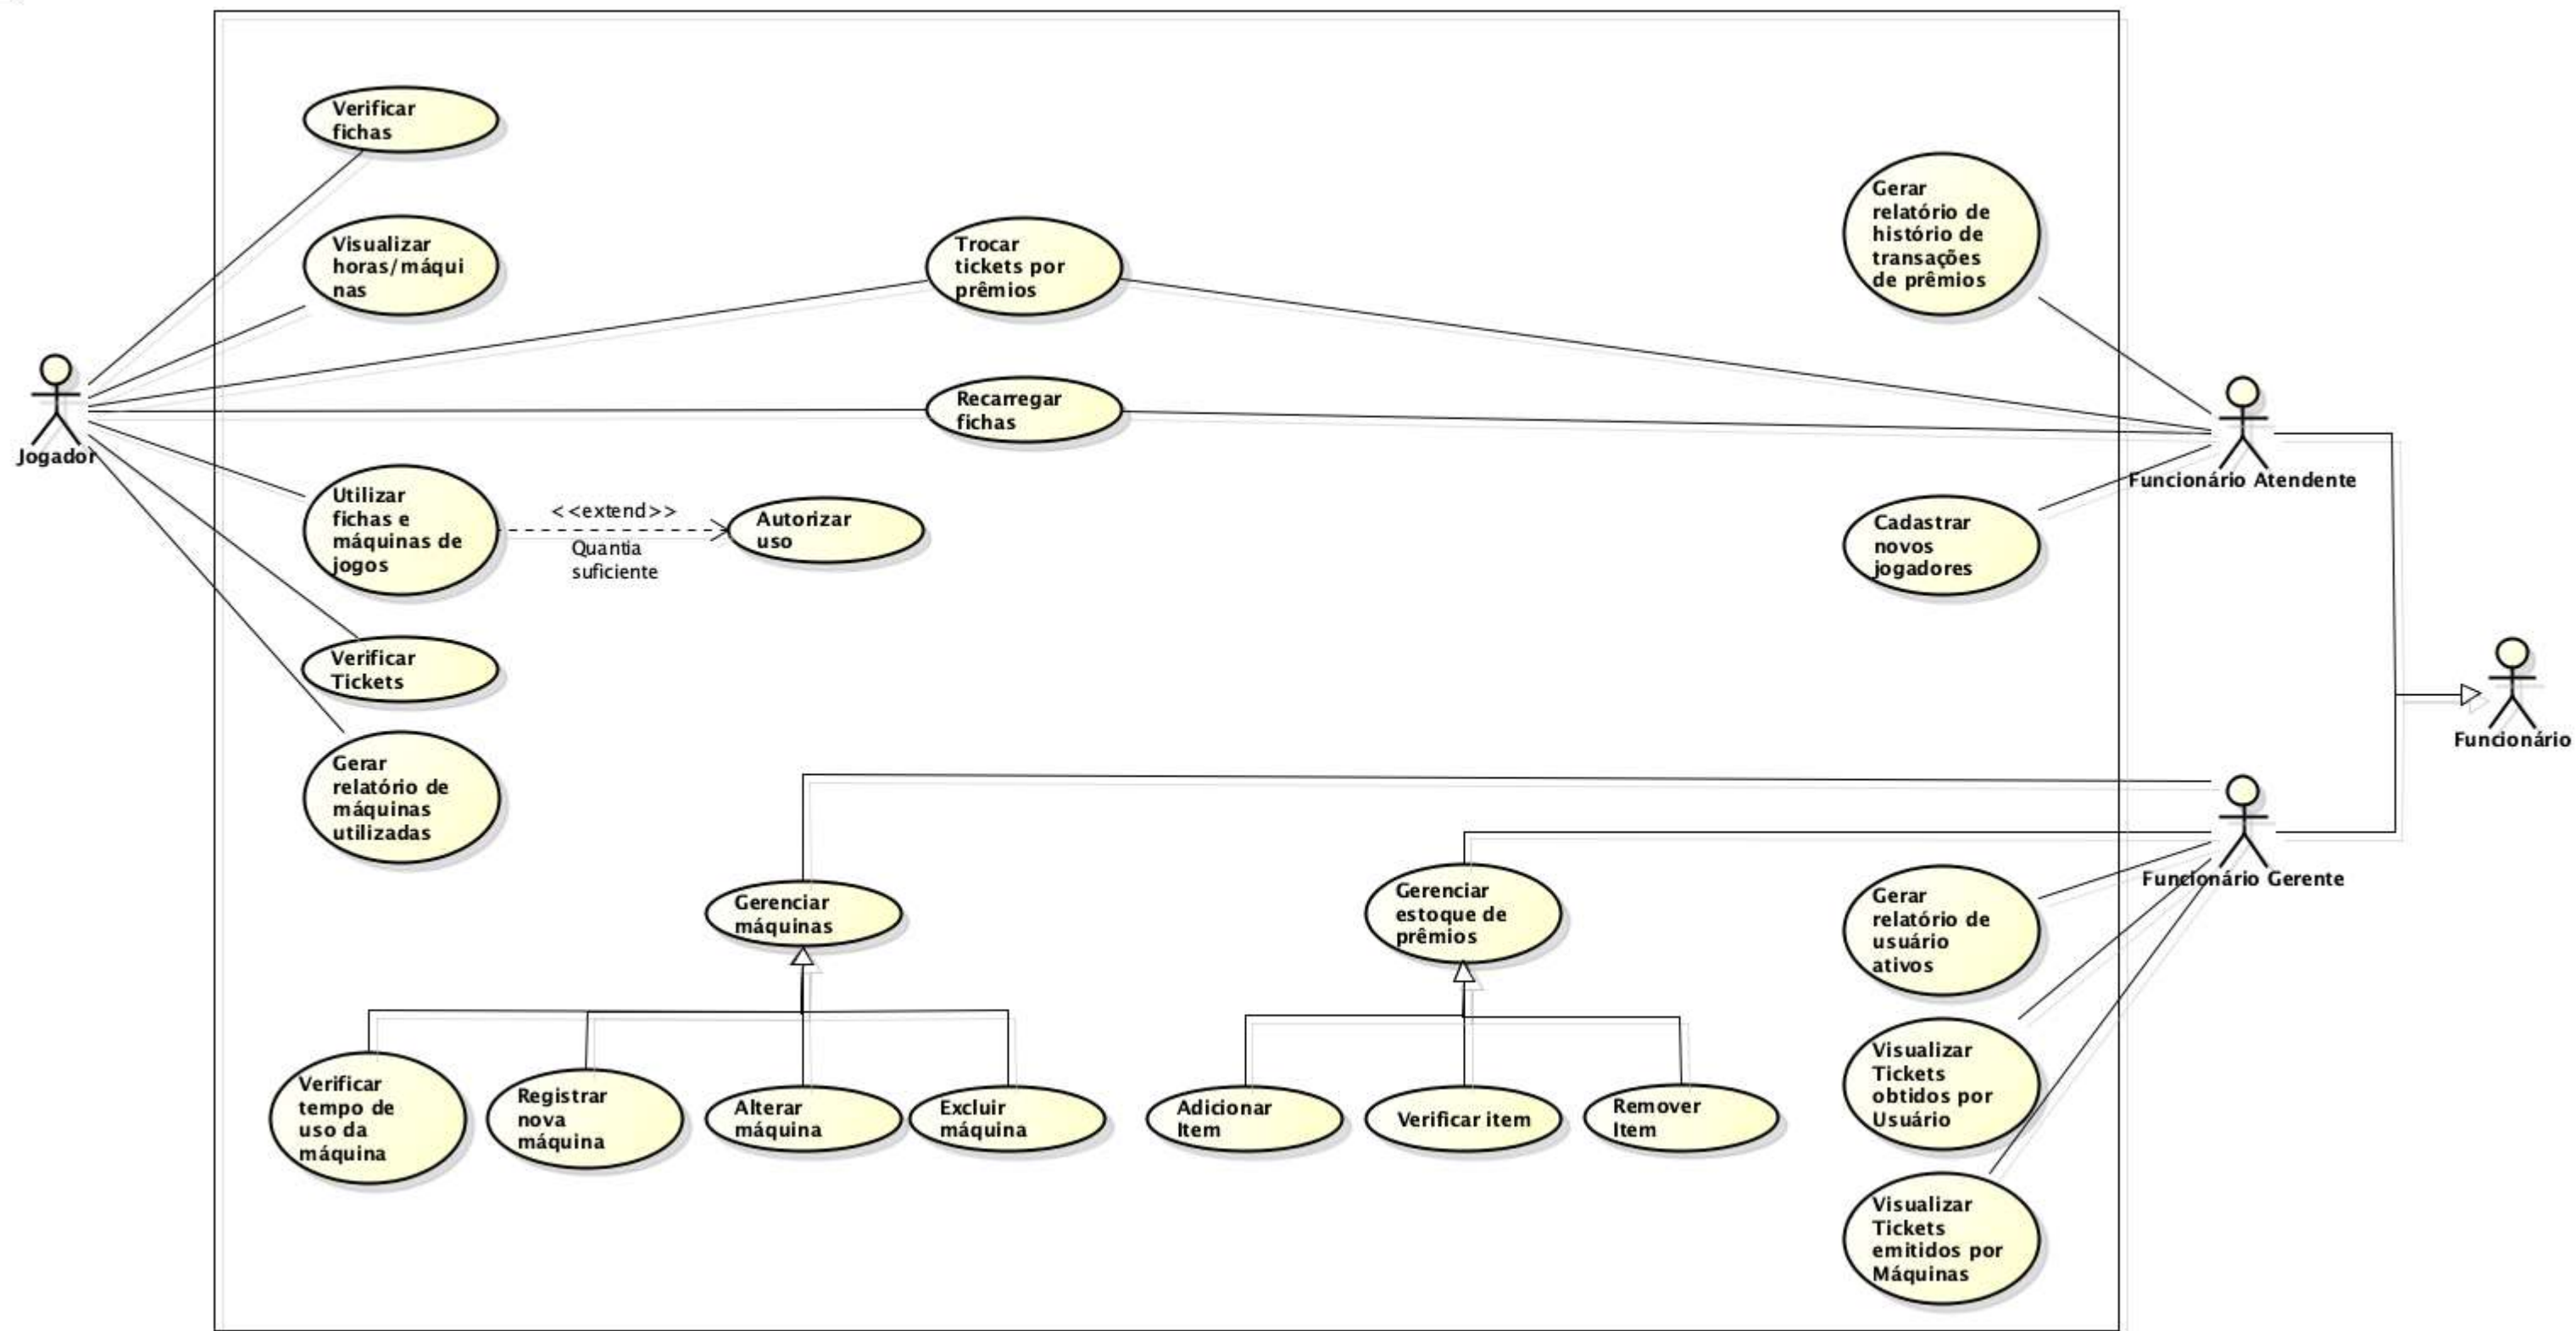 Verificar
fichas
Visualizar
horas/máqui
nas
Trocar
tickets por
prêmios
Gerar
relatório de
histório de
transações
de prêmios
Jogador
Recarregar
fichas
Funcionário Atendente
Utilizar
fichas e
máquinas de
jogos
<<extend>>
Quantia
suficiente
Autorizar
uso
Cadastrar
novos
jogadores
Verificar
Tickets
Funcionário
Gerar
relatório de
máquinas
utilizadas
Gerenciar
máquinas
Gerenciar
estoque de
prêmios
Funcionário Gerente
Gerar
relatório de
usuário
ativos
Verificar
tempo de
uso da
máquina
Registrar
nova
máquina
Alterar
máquina
Excluir
máquina
Adicionar
Item
Verificar item
Remover
Item
Visualizar
Tickets
obtidos por
Usuário
Visualizar
Tickets
emitidos por
Máquinas